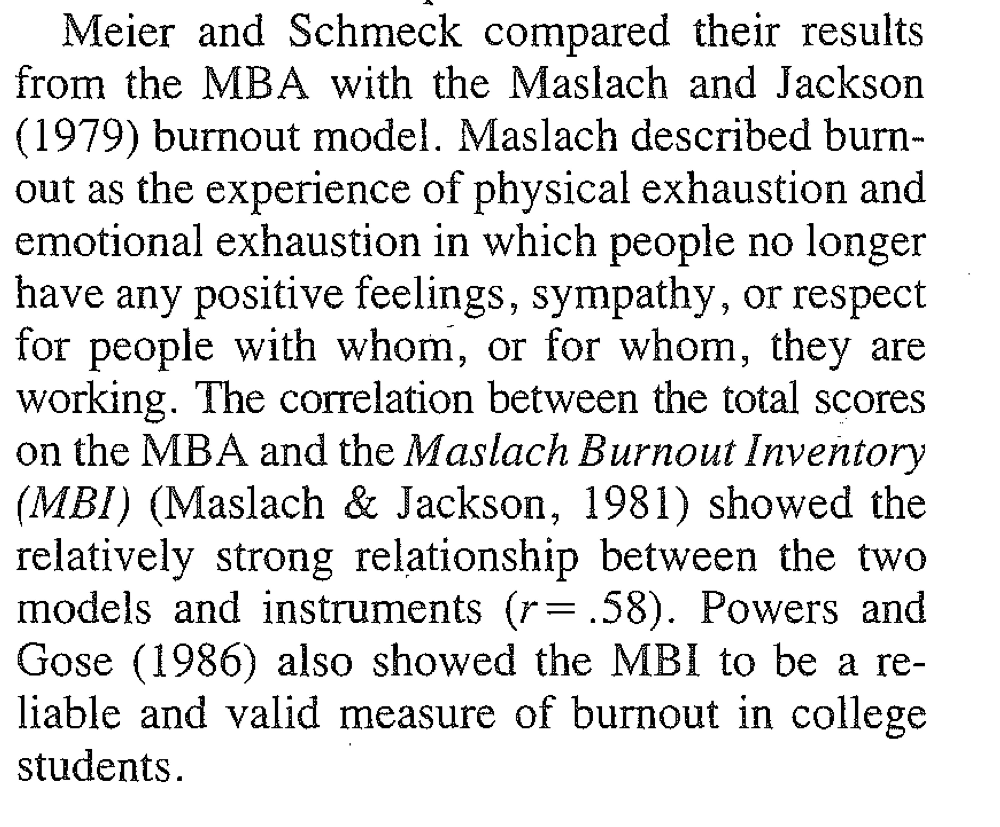 Meier and Schmeck compared their results
from the MBA with the Maslach and Jackson
(1979) burnout model. Maslach described burn-
out as the experience of physical exhaustion and
emotional exhaustion in which people no longer
have any positive feelings, sympathy, or respect
for people with whom, or for whom, they are
working. The correlation between the total scores
on the MBA and the Maslach Burnout Inventory
(MBI) (Maslach & Jackson, 1981) showed the
relatively strong relationship between the two
models and instruments (r= .58). Powers and
Gose (1986) also showed the MBI to be a re-
liable and valid measure of burnout in college
students.